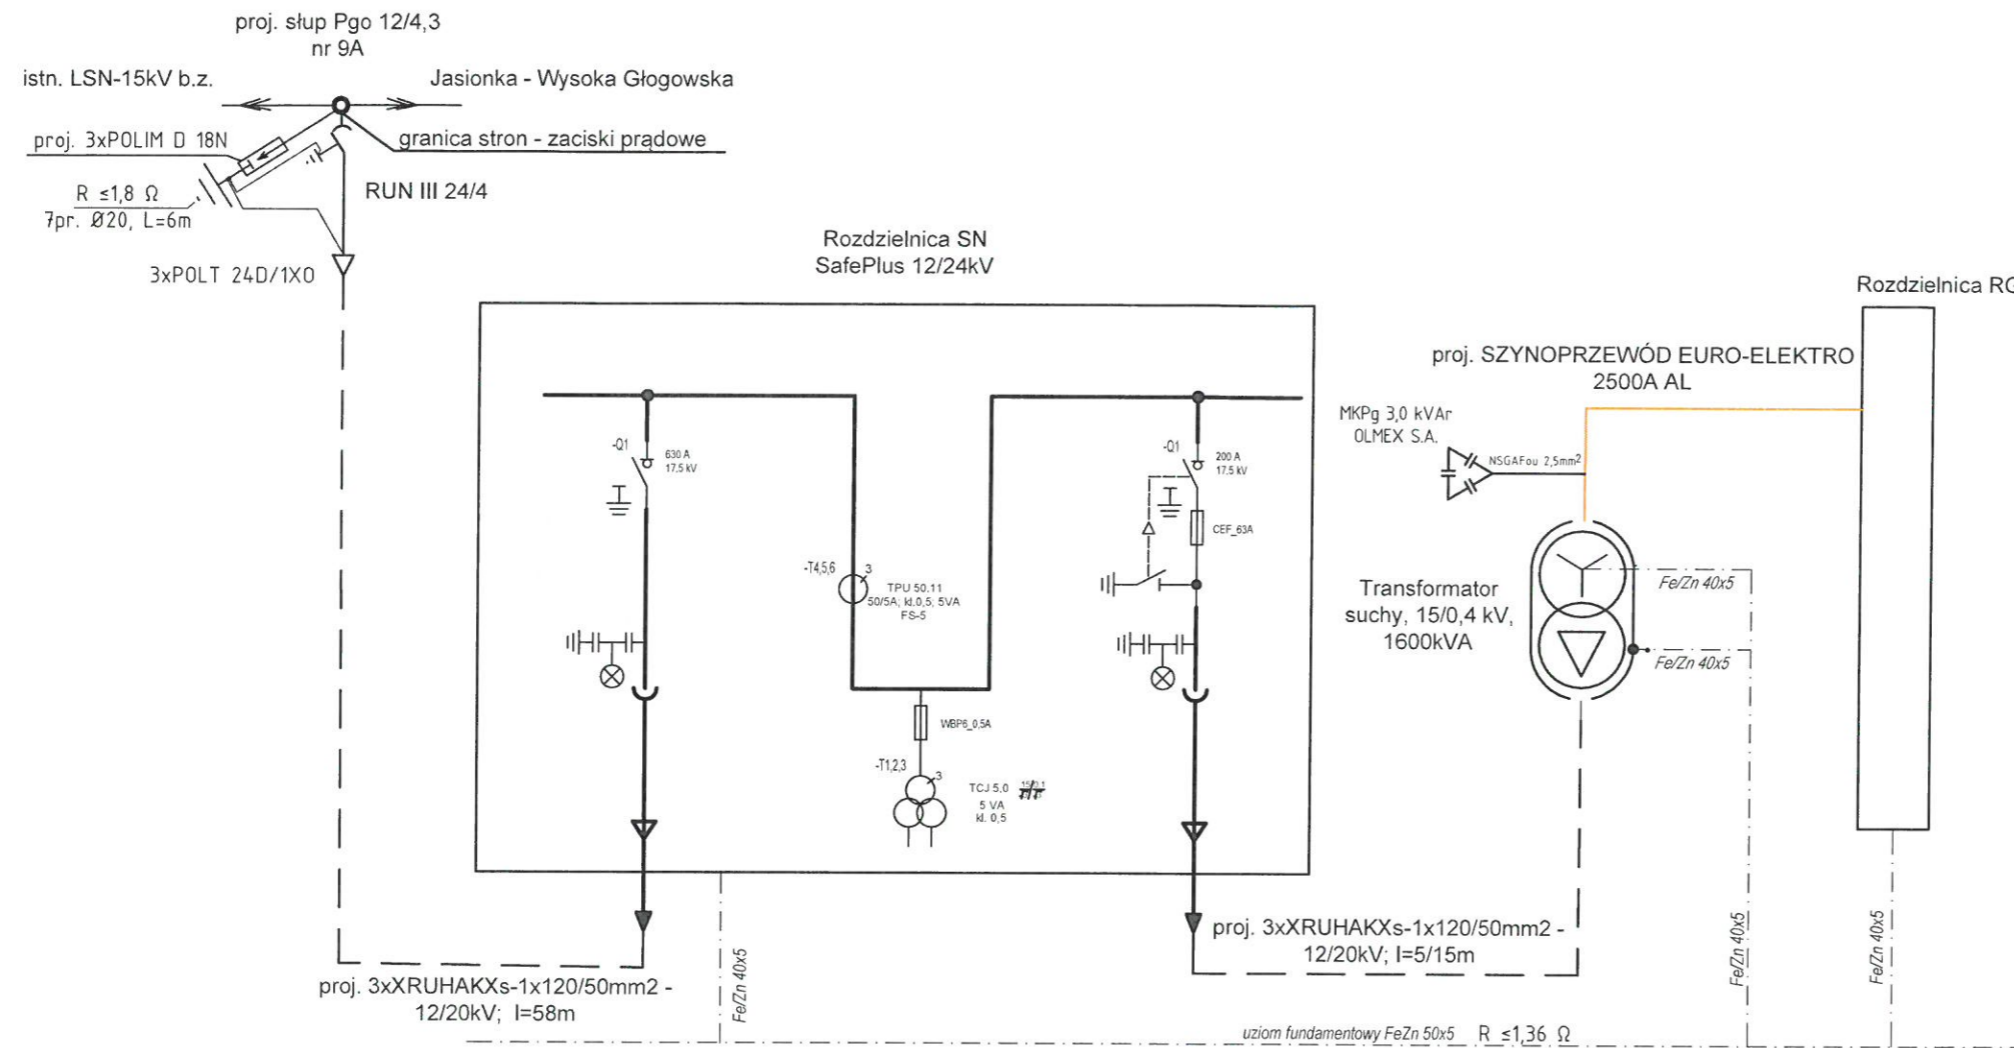 proj. słup Pgo 12/4,3
nr 9A
istn. LSN-15kV b.z.
Jasionka - Wysoka Głogowska
proj. 3xPOLIM D 18N
granica stron - zaciski prądowe
R ≤1,8 Ω
7pr. Ø20, L=6m
RUN III 24/4
3xPOLT 24D/1XO
Rozdzielnica SN
SafePlus 12/24kV
Rozdzielnica RG
proj. SZYNOPRZEWÓD EURO-ELEKTRO
2500A AL
MKPg 3,0 kVAr
OLMEX S.A.
NSGAFou 2,5mm²
-Q1
630 A
17,5 kV
-Q1
200 A
17,5 kV
CEF_63A
-T4,5,6
3
TPU 50.11
50/5A; kl.0,5; 5VA
FS-5
WBP6_0,5A
-T1,2,3
3
TCJ 5,0
5 VA
kl. 0,5
Transformator
suchy, 15/0,4 kV,
1600kVA
Fe/Zn 40x5
Fe/Zn 40x5
proj. 3xXRUHAKXs-1x120/50mm2 -
12/20kV; l=5/15m
proj. 3xXRUHAKXs-1x120/50mm2 -
12/20kV; l=58m
Fe/Zn 40x5
Fe/Zn 40x5
Fe/Zn 40x5
uziom fundamentowy FeZn 50x5 R ≤1,36 Ω